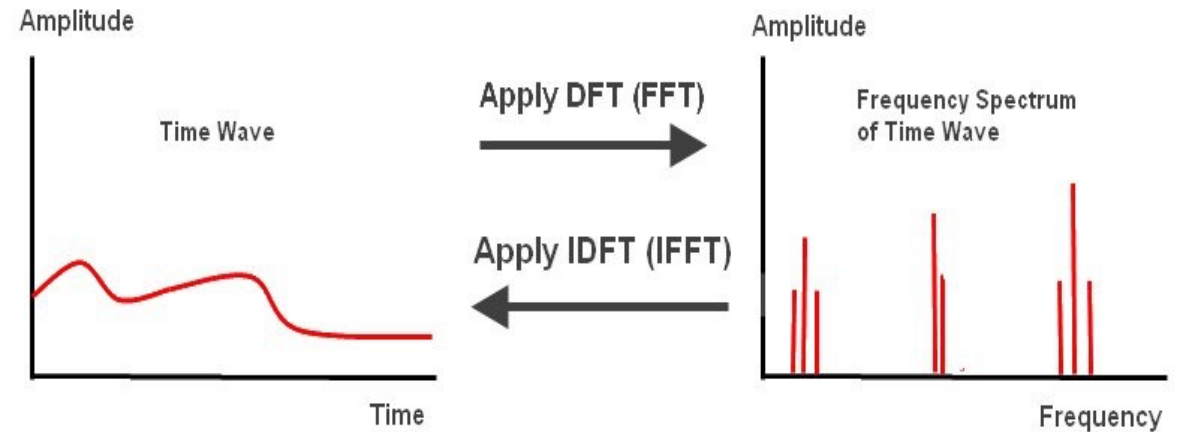 Amplitude
Time Wave
Time
Apply DFT (FFT)
Apply IDFT (IFFT)
Amplitude
Frequency Spectrum
of Time Wave
Frequency